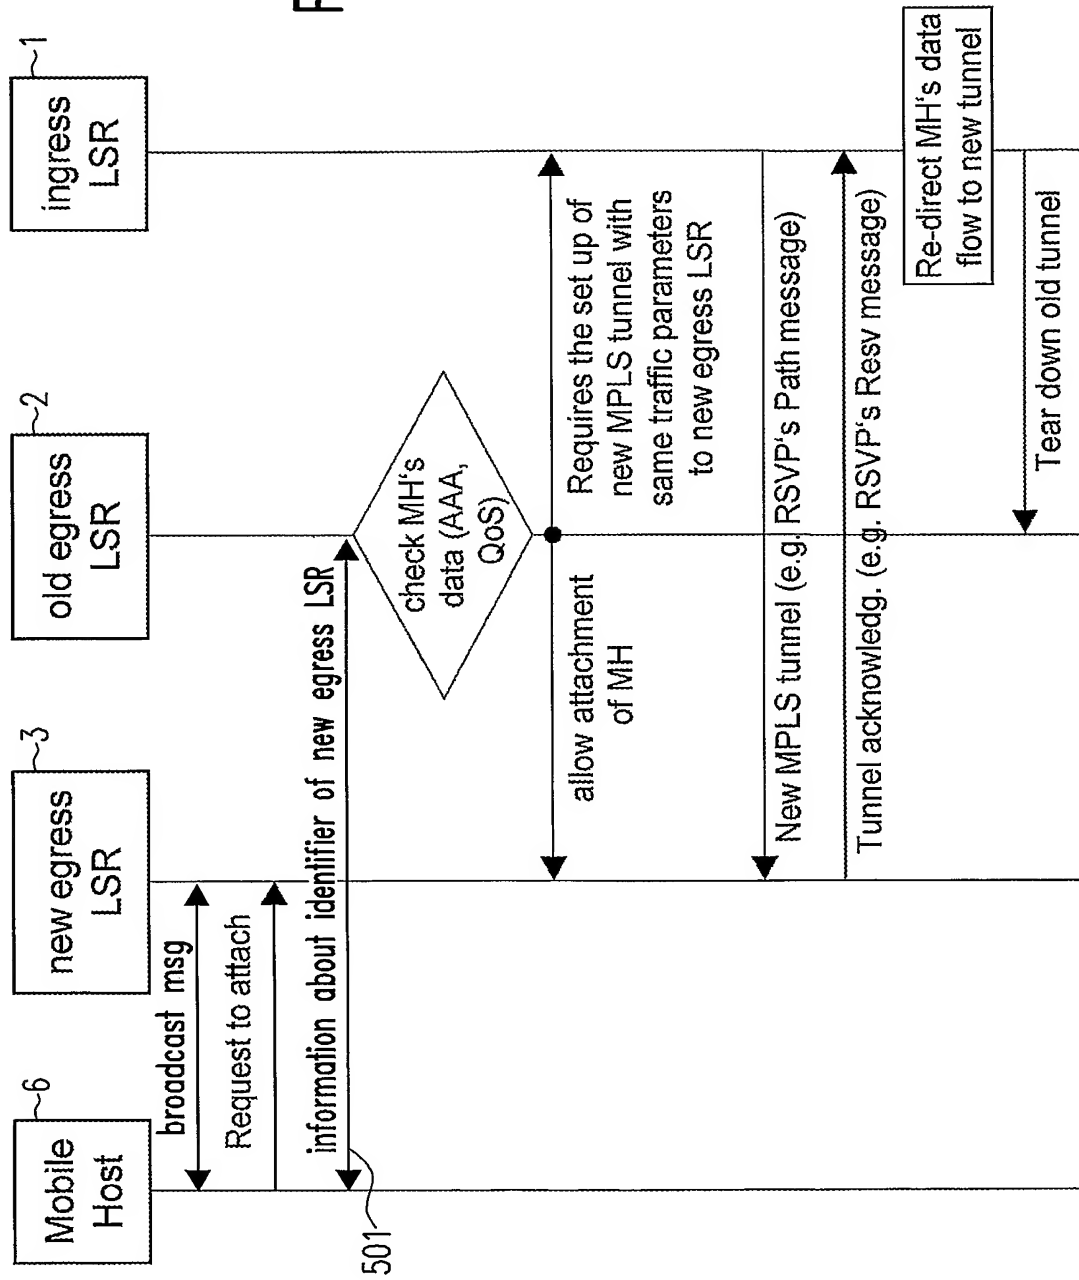 F
Mobile
Host
6
new egress
LSR
3
old egress
LSR
2
ingress
LSR
1
broadcast msg
Request to attach
information about identifier of new egress LSR
501
check MH's
data (AAA,
QoS)
allow attachment
of MH
Requires the set up of
new MPLS tunnel with
same traffic parameters
to new egress LSR
New MPLS tunnel (e.g. RSVP's Path message)
Tunnel acknowledg. (e.g. RSVP's Resv message)
Re-direct MH's data
flow to new tunnel
Tear down old tunnel